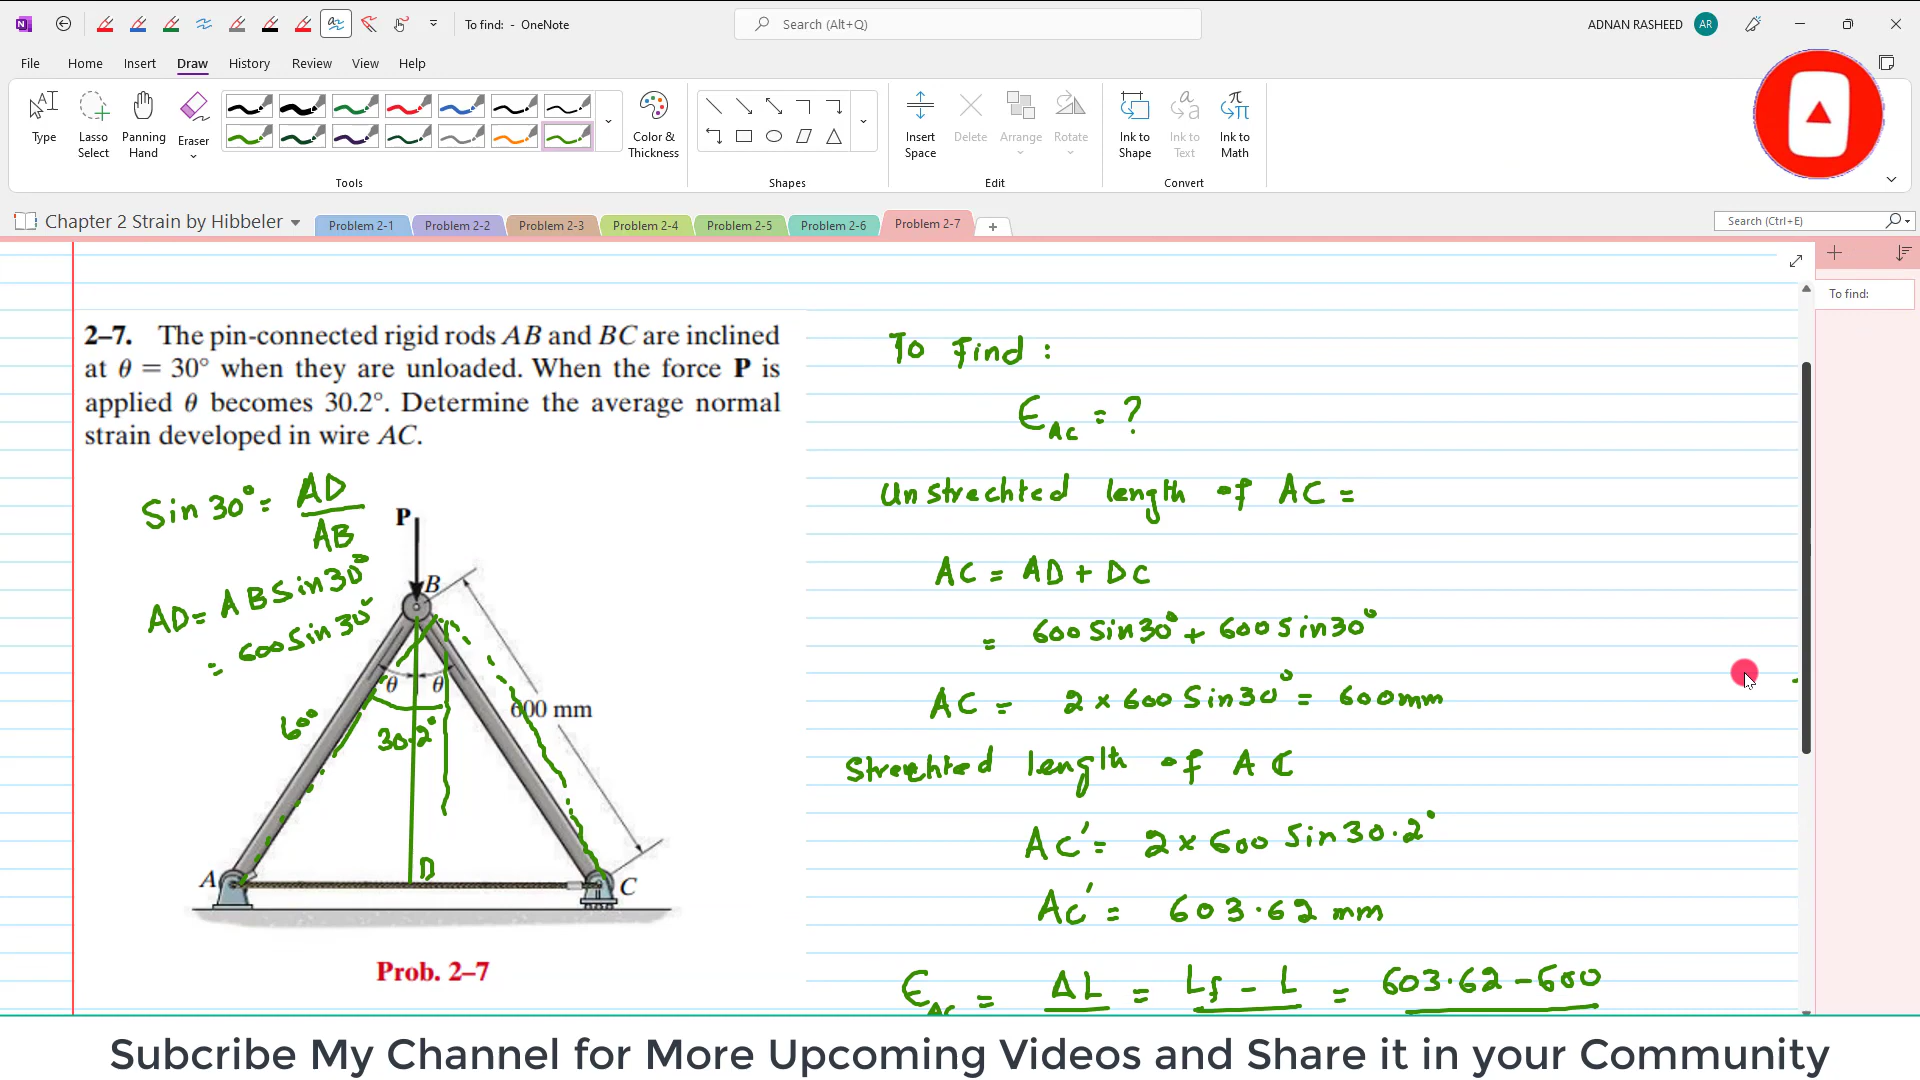 To find: - OneNote
Search (Alt+Q)
ADNAN RASHEED
AR
File Home Insert Draw History Review View Help
Type
Lasso Select
Panning Hand
Eraser
Color & Thickness
Insert Space
Delete
Arrange
Rotate
Ink to Shape
Ink to Text
Ink to Math
Tools
Shapes
Edit
Convert
Chapter 2 Strain by Hibbeler
Problem 2-1
Problem 2-2
Problem 2-3
Problem 2-4
Problem 2-5
Problem 2-6
Problem 2-7
Search (Ctrl+E)
To find:
2–7. The pin-connected rigid rods AB and BC are inclined
at θ = 30° when they are unloaded. When the force P is
applied θ becomes 30.2°. Determine the average normal
strain developed in wire AC.
Sin 30° = AD / AB
AD = AB Sin 30°
= 600 Sin 30°
P
B
θ θ
600 mm
60°
30.2°
A
D
C
Prob. 2–7
To Find :
ЄAC = ?
Unstrechted length of AC =
AC = AD + DC
= 600 Sin30° + 600 Sin30°
AC = 2 × 600 Sin30° = 600mm
Strechted length of AC
AC' = 2 × 600 Sin 30.2°
AC' = 603.62 mm
ЄAC = ΔL = Lf - L = 603.62 - 600
Subcribe My Channel for More Upcoming Videos and Share it in your Community